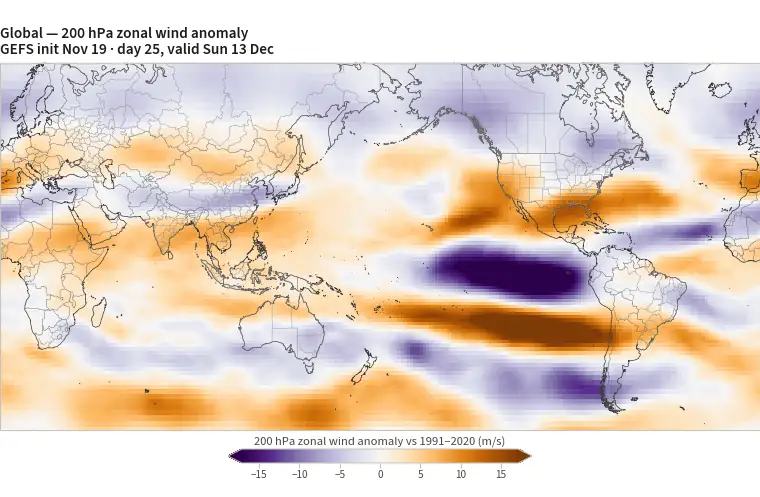 Global — 200 hPa zonal wind anomaly
GEFS init Nov 19 · day 25, valid Sun 13 Dec
200 hPa zonal wind anomaly vs 1991–2020 (m/s)
−15 −10 −5 0 5 10 15